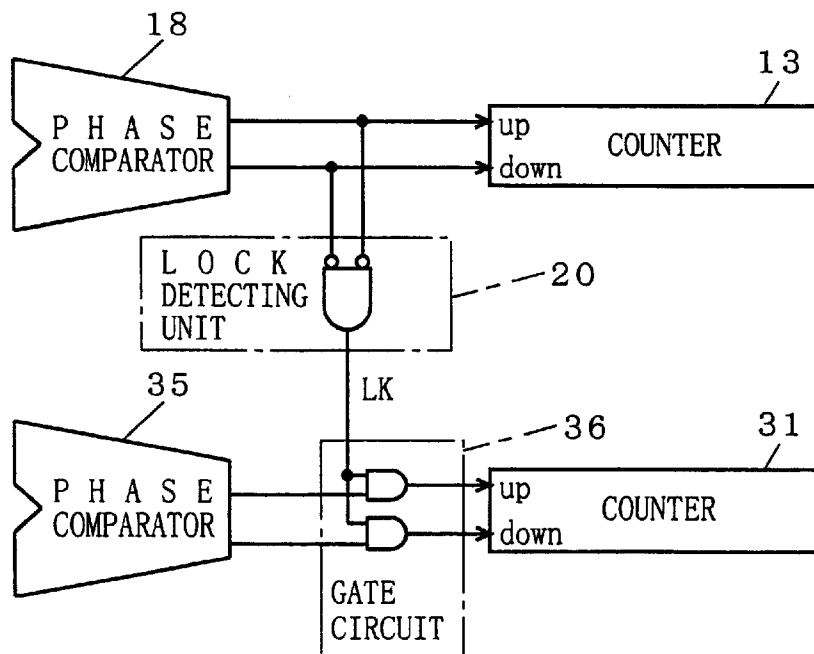 18
13
PHASE
COMPARATOR
up
down
COUNTER
LOCK
DETECTING
UNIT
20
LK
35
36
31
PHASE
COMPARATOR
up
down
COUNTER
GATE
CIRCUIT